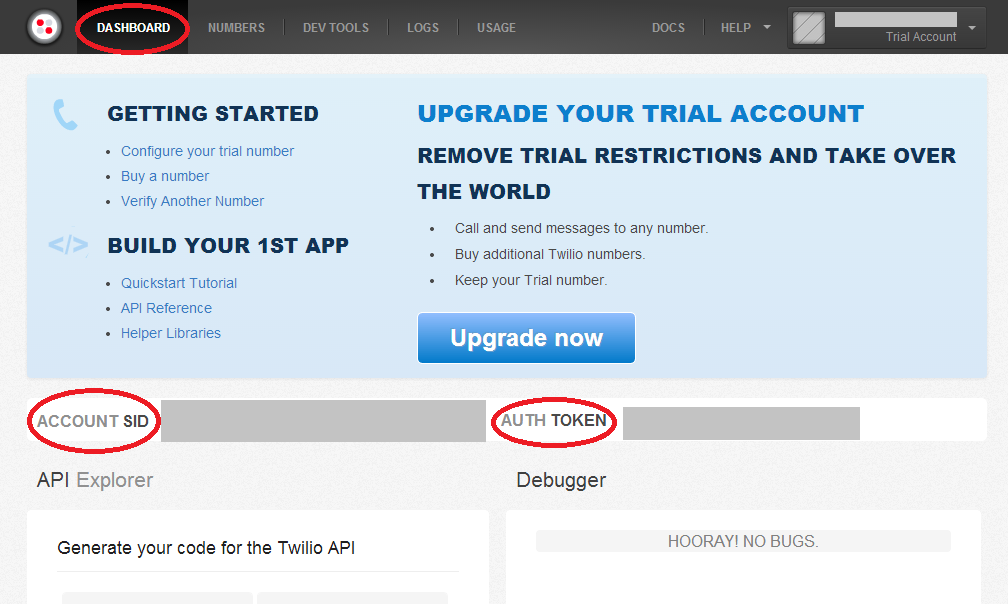 DASHBOARD NUMBERS DEV TOOLS LOGS USAGE DOCS HELP
Trial Account
GETTING STARTED
Configure your trial number
Buy a number
Verify Another Number
</> BUILD YOUR 1ST APP
Quickstart Tutorial
API Reference
Helper Libraries
UPGRADE YOUR TRIAL ACCOUNT
REMOVE TRIAL RESTRICTIONS AND TAKE OVER
THE WORLD
Call and send messages to any number.
Buy additional Twilio numbers.
Keep your Trial number.
Upgrade now
ACCOUNT SID AUTH TOKEN
API Explorer
Generate your code for the Twilio API
Debugger
HOORAY! NO BUGS.